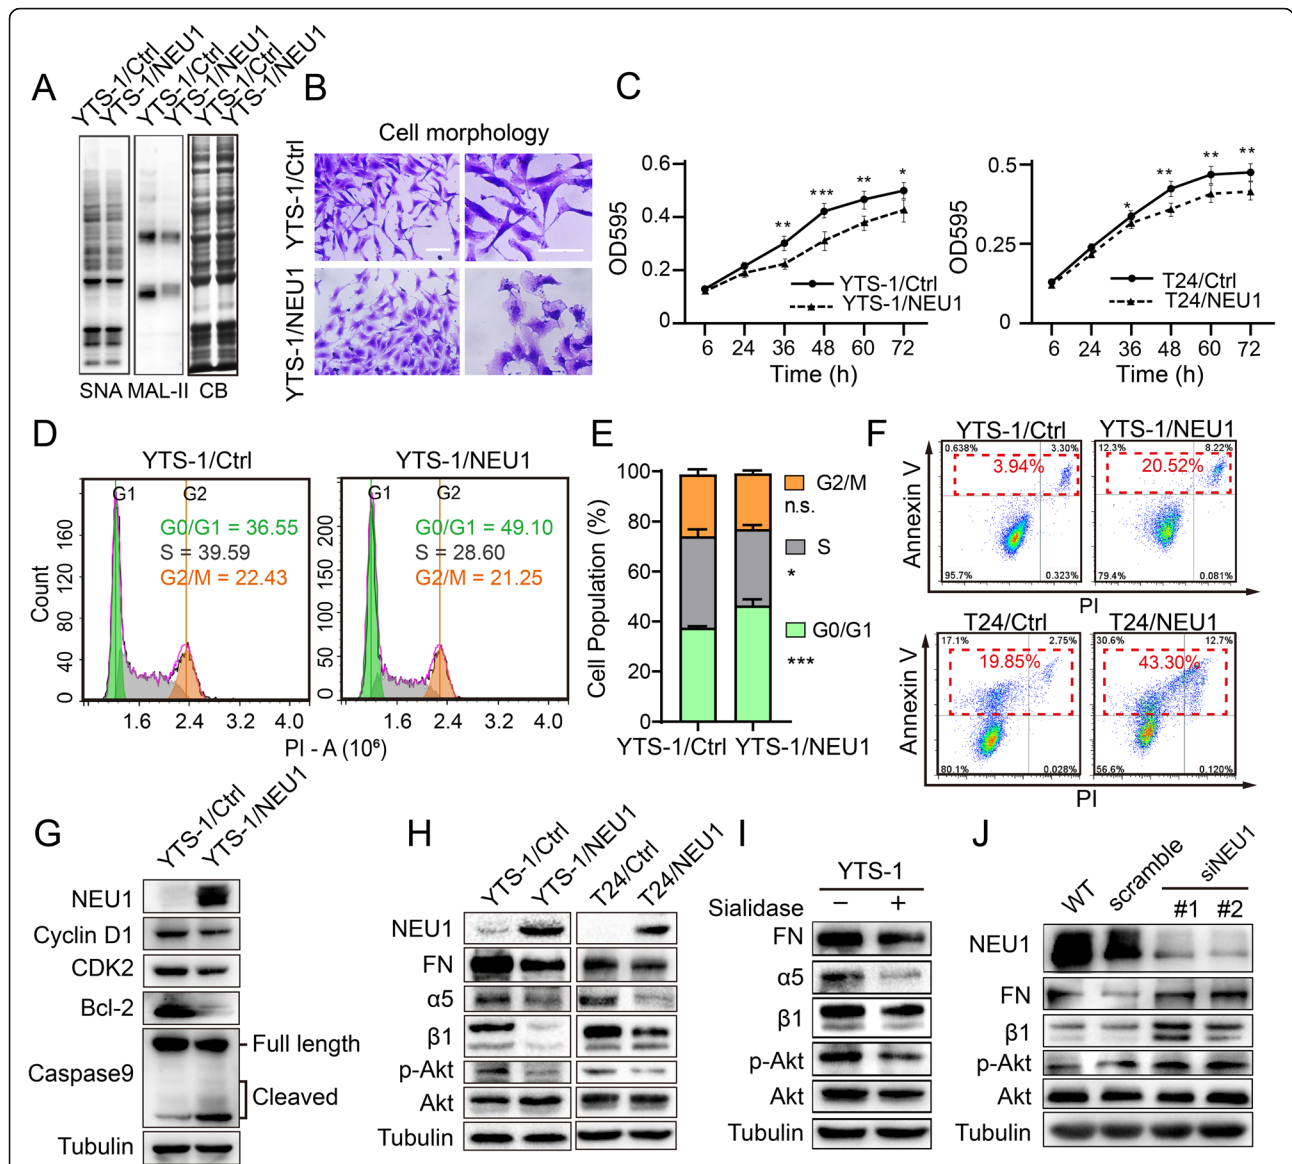 A
YTS-1/Ctrl
YTS-1/NEU1
YTS-1/Ctrl
YTS-1/NEU1
YTS-1/Ctrl
YTS-1/NEU1
SNA MAL-II CB
B
Cell morphology
YTS-1/Ctrl
YTS-1/NEU1
C
OD595
0.6
0.4
0.2
0
6 24 36 48 60 72
Time (h)
** *** ** *
YTS-1/Ctrl
YTS-1/NEU1
OD595
0.5
0.25
0
6 24 36 48 60 72
Time (h)
* ** ** **
T24/Ctrl
T24/NEU1
D
YTS-1/Ctrl
G1 G2
G0/G1 = 36.55
S = 39.59
G2/M = 22.43
Count
160
120
80
40
0
1.6 2.4 3.2 4.0
YTS-1/NEU1
G1 G2
G0/G1 = 49.10
S = 28.60
G2/M = 21.25
200
150
100
50
0
1.6 2.4 3.2 4.0
PI - A (10⁶)
E
Cell Population (%)
100
80
60
40
20
0
YTS-1/Ctrl YTS-1/NEU1
G2/M
n.s.
S
*
G0/G1
***
F
YTS-1/Ctrl
0.638% 3.30%
3.94%
95.7% 0.323%
YTS-1/NEU1
12.3% 8.22%
20.52%
79.4% 0.081%
Annexin V
PI
T24/Ctrl
17.1% 2.75%
19.85%
80.1% 0.028%
T24/NEU1
30.6% 12.7%
43.30%
56.6% 0.120%
Annexin V
PI
G
YTS-1/Ctrl
YTS-1/NEU1
NEU1
Cyclin D1
CDK2
Bcl-2
Caspase9
Full length
Cleaved
Tubulin
H
YTS-1/Ctrl
YTS-1/NEU1
T24/Ctrl
T24/NEU1
NEU1
FN
α5
β1
p-Akt
Akt
Tubulin
I
YTS-1
Sialidase − +
FN
α5
β1
p-Akt
Akt
Tubulin
J
WT
scramble
siNEU1
#1 #2
NEU1
FN
β1
p-Akt
Akt
Tubulin